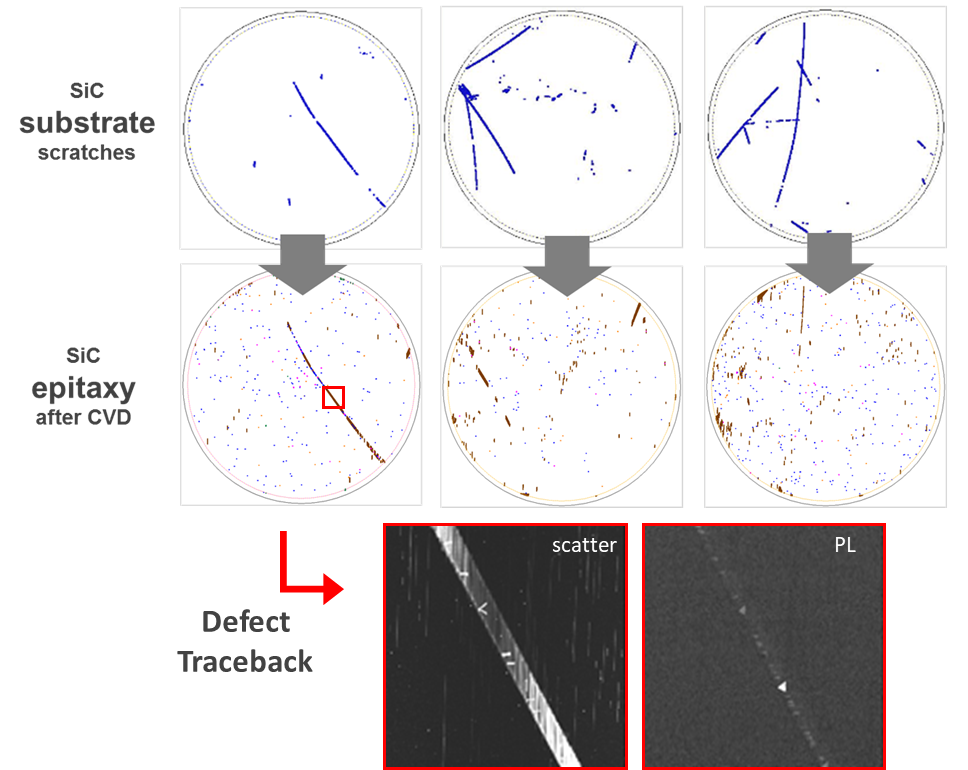 SiC
substrate
scratches
SiC
epitaxy
after CVD
scatter
PL
Defect
Traceback